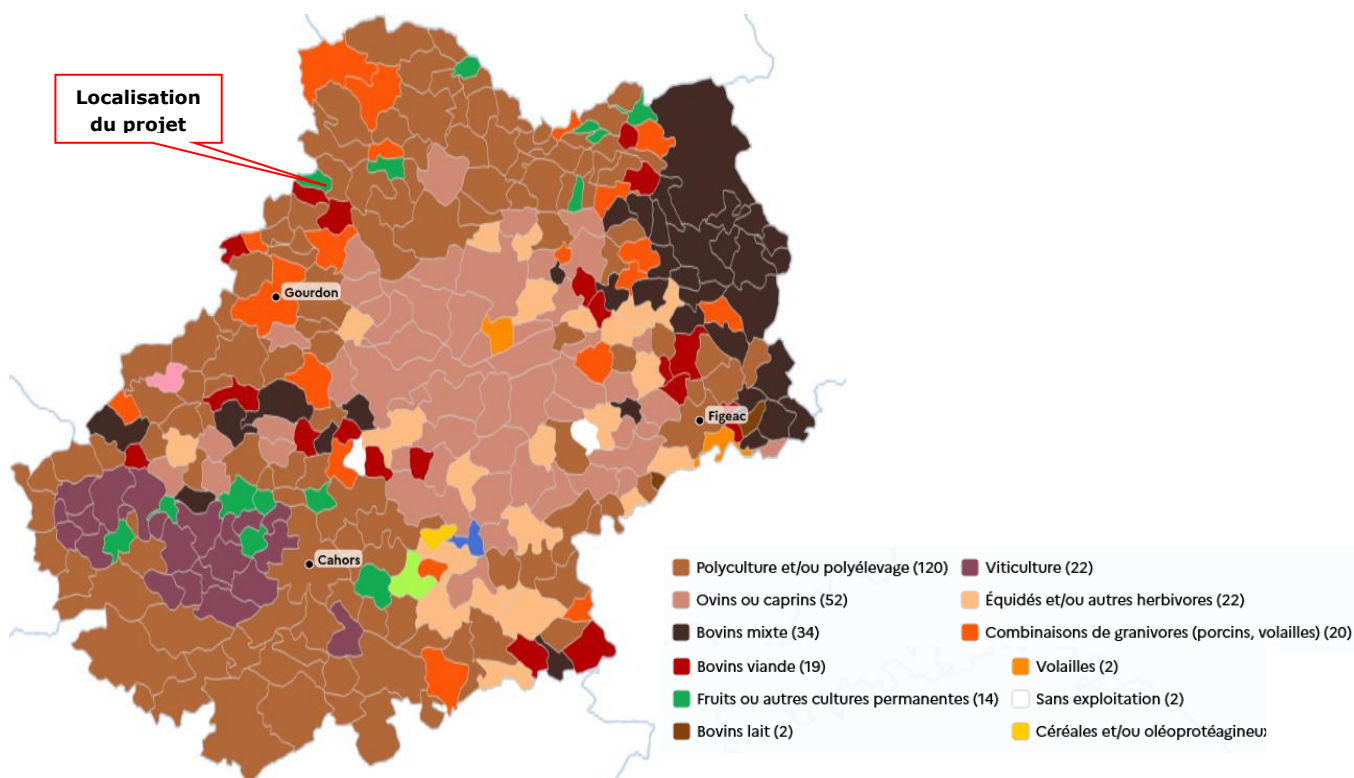 Localisation
du projet
Gourdon
Figeac
Cahors
Polyculture et/ou polyélevage (120)
Viticulture (22)
Ovins ou caprins (52)
Équidés et/ou autres herbivores (22)
Bovins mixte (34)
Combinaisons de granivores (porcins, volailles) (20)
Bovins viande (19)
Volailles (2)
Fruits ou autres cultures permanentes (14)
Sans exploitation (2)
Bovins lait (2)
Céréales et/ou oléoprotéagineux